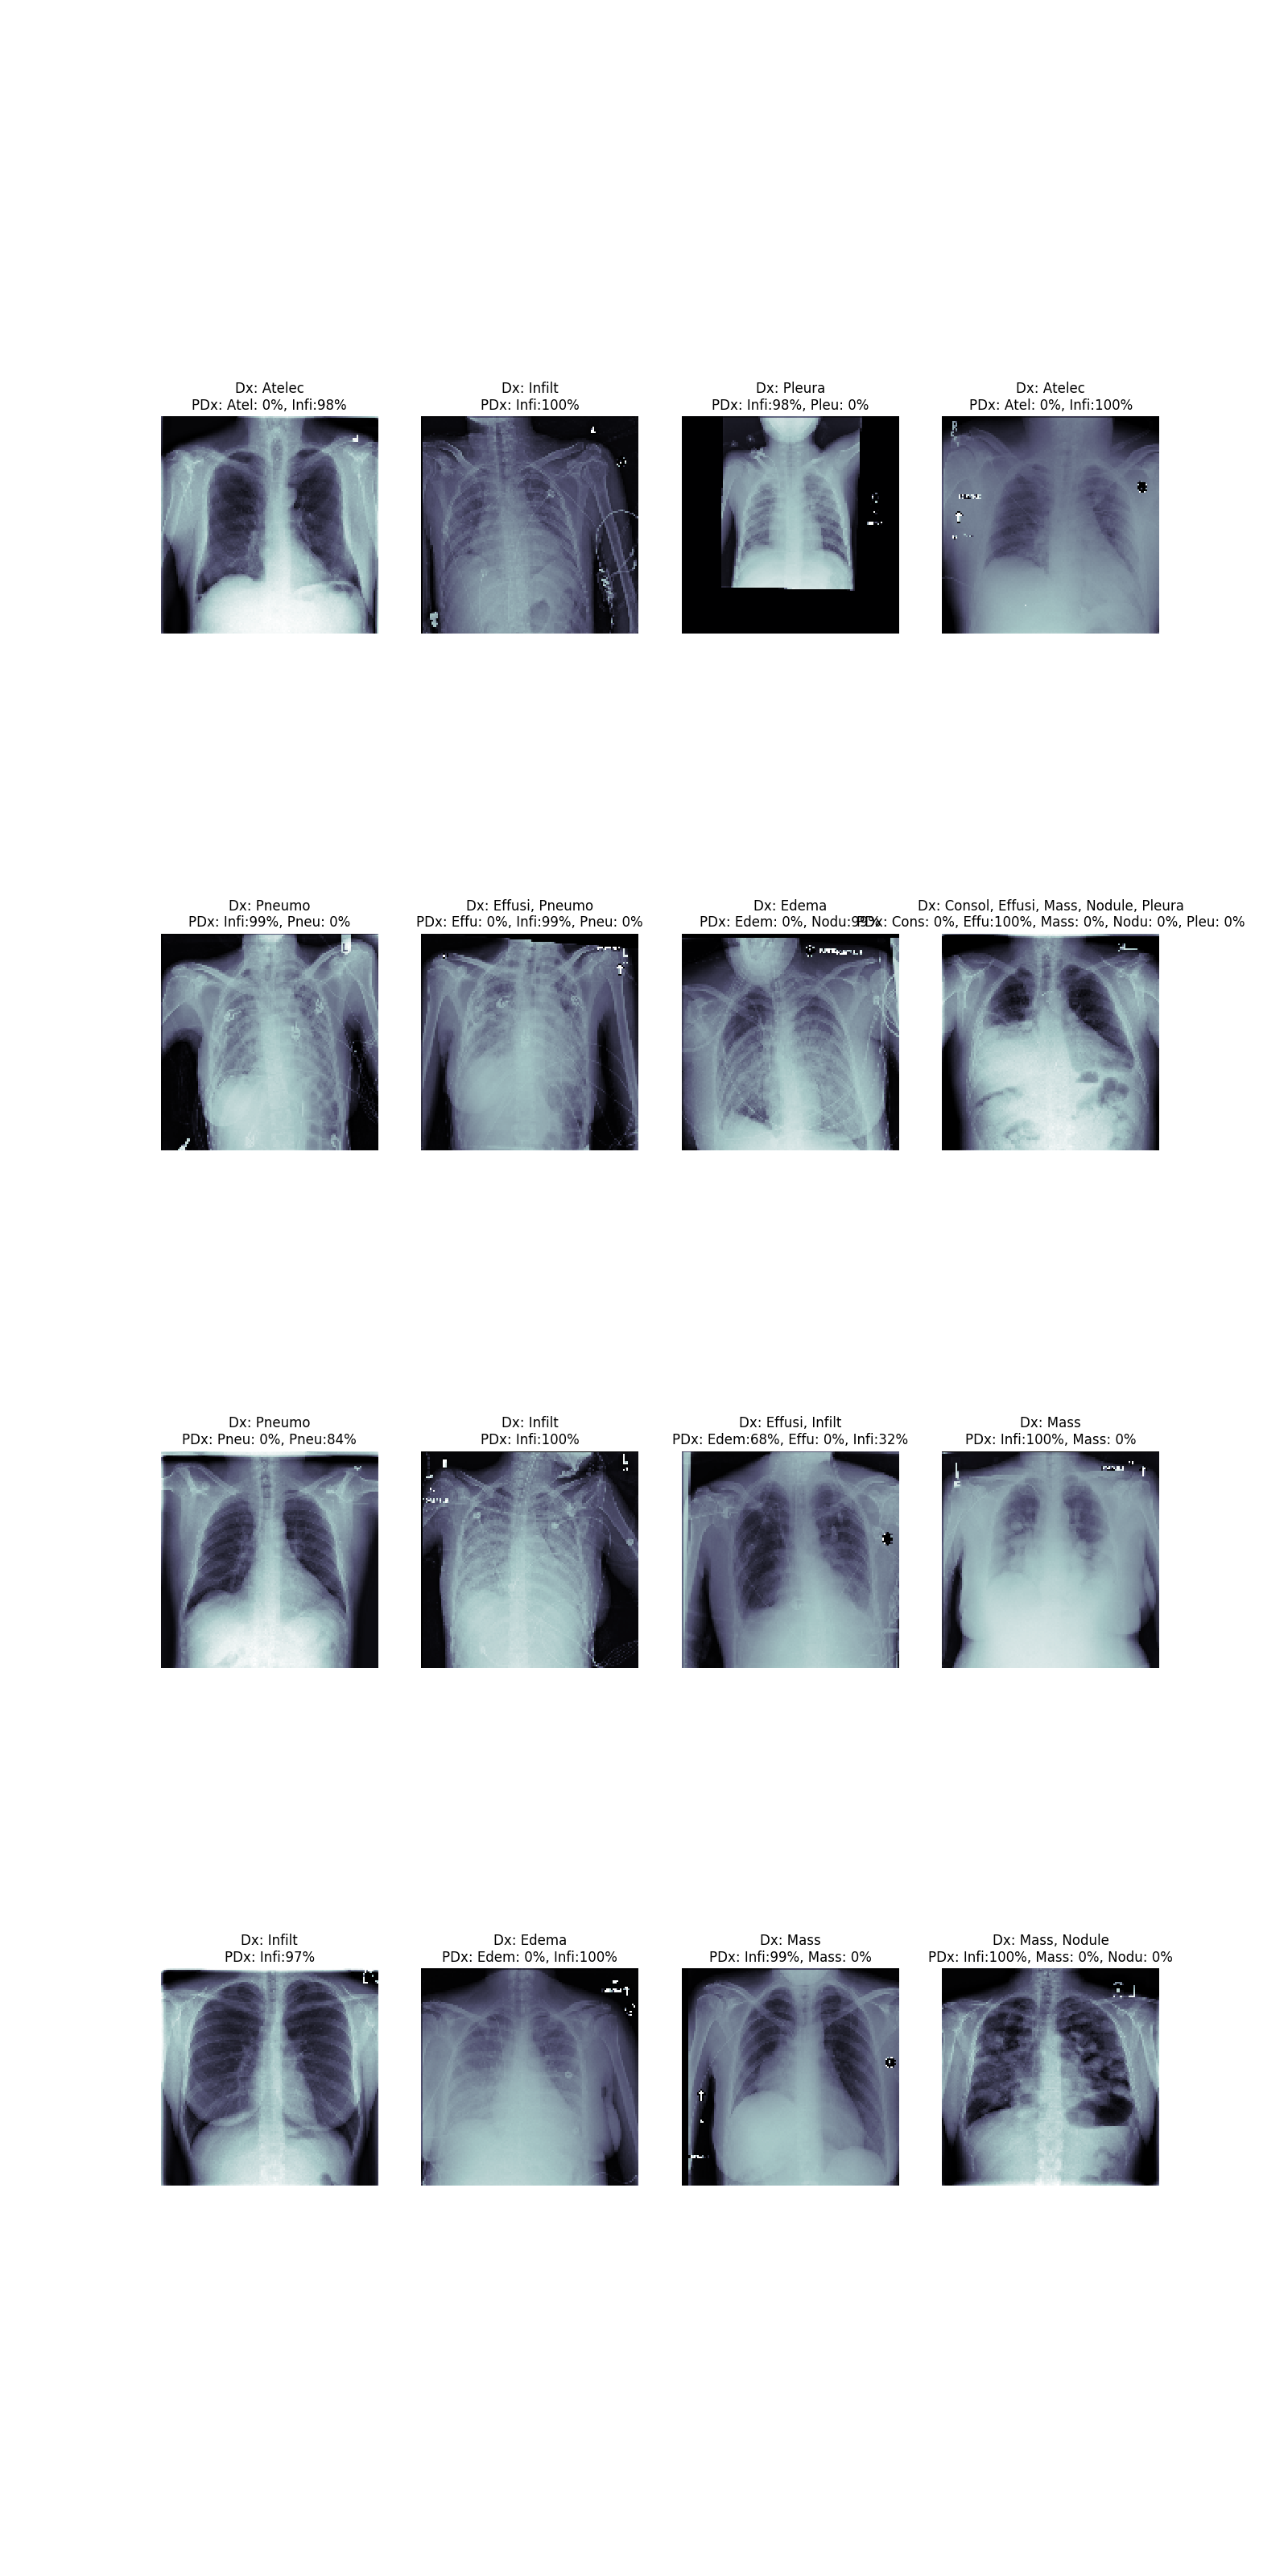 Dx: Atelec
PDx: Atel: 0%, Infi:98%
Dx: Infilt
PDx: Infi:100%
Dx: Pleura
PDx: Infi:98%, Pleu: 0%
Dx: Atelec
PDx: Atel: 0%, Infi:100%
Dx: Pneumo
PDx: Infi:99%, Pneu: 0%
Dx: Effusi, Pneumo
PDx: Effu: 0%, Infi:99%, Pneu: 0%
Dx: Edema
PDx: Edem: 0%, Nodu:99%
Dx: Consol, Effusi, Mass, Nodule, Pleura
PDx: Cons: 0%, Effu:100%, Mass: 0%, Nodu: 0%, Pleu: 0%
Dx: Pneumo
PDx: Pneu: 0%, Pneu:84%
Dx: Infilt
PDx: Infi:100%
Dx: Effusi, Infilt
PDx: Edem:68%, Effu: 0%, Infi:32%
Dx: Mass
PDx: Infi:100%, Mass: 0%
Dx: Infilt
PDx: Infi:97%
Dx: Edema
PDx: Edem: 0%, Infi:100%
Dx: Mass
PDx: Infi:99%, Mass: 0%
Dx: Mass, Nodule
PDx: Infi:100%, Mass: 0%, Nodu: 0%